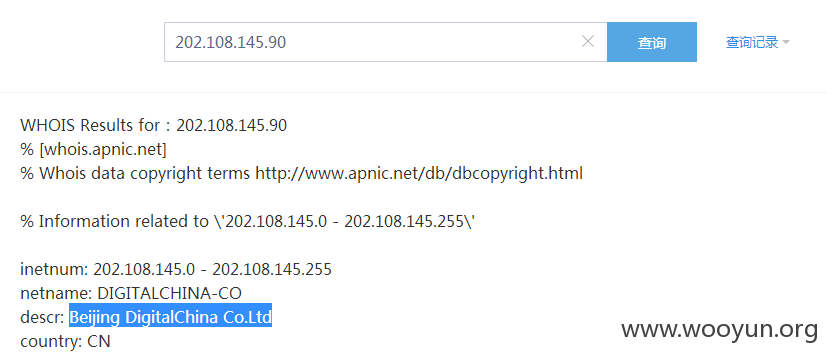 202.108.145.90
查询
查询记录
WHOIS Results for : 202.108.145.90
% [whois.apnic.net]
% Whois data copyright terms http://www.apnic.net/db/dbcopyright.html
% Information related to \'202.108.145.0 - 202.108.145.255\'
inetnum: 202.108.145.0 - 202.108.145.255
netname: DIGITALCHINA-CO
descr: Beijing DigitalChina Co.Ltd
country: CN
www.wooyun.org